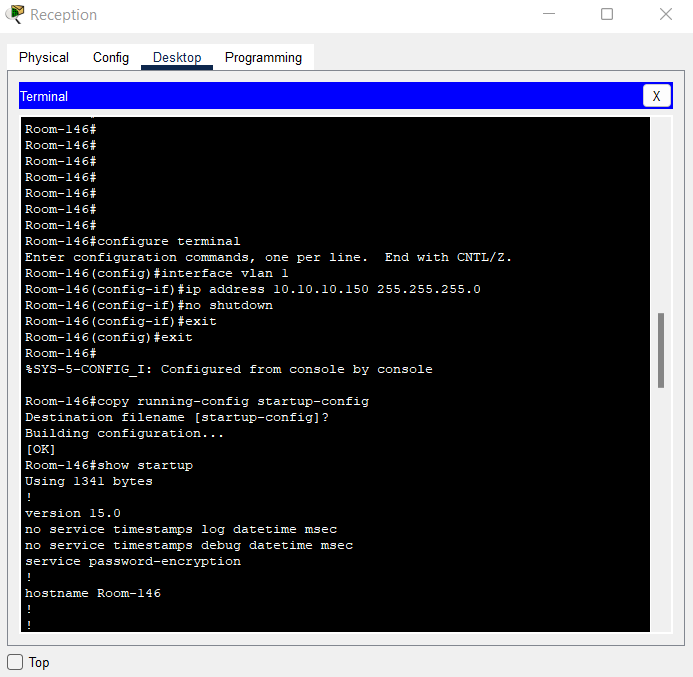 Reception
Physical Config Desktop Programming
Terminal
X
Room-146#
Room-146#
Room-146#
Room-146#
Room-146#
Room-146#
Room-146#
Room-146#configure terminal
Enter configuration commands, one per line.  End with CNTL/Z.
Room-146(config)#interface vlan 1
Room-146(config-if)#ip address 10.10.10.150 255.255.255.0
Room-146(config-if)#no shutdown
Room-146(config-if)#exit
Room-146(config)#exit
Room-146#
%SYS-5-CONFIG_I: Configured from console by console
Room-146#copy running-config startup-config
Destination filename [startup-config]?
Building configuration...
[OK]
Room-146#show startup
Using 1341 bytes
!
version 15.0
no service timestamps log datetime msec
no service timestamps debug datetime msec
service password-encryption
!
hostname Room-146
!
!
Top